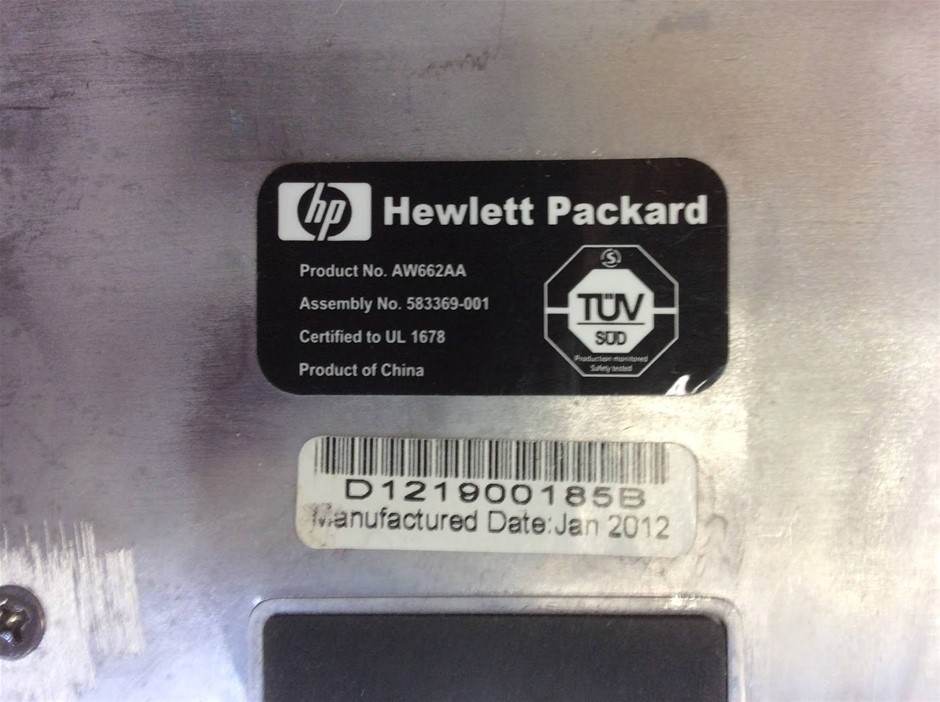 hp Hewlett Packard
Product No. AW662AA
Assembly No. 583369-001
Certified to UL 1678
Product of China
S
TÜV
SÜD
Production monitored
Safety tested
D121900185B
Manufactured Date:Jan 2012